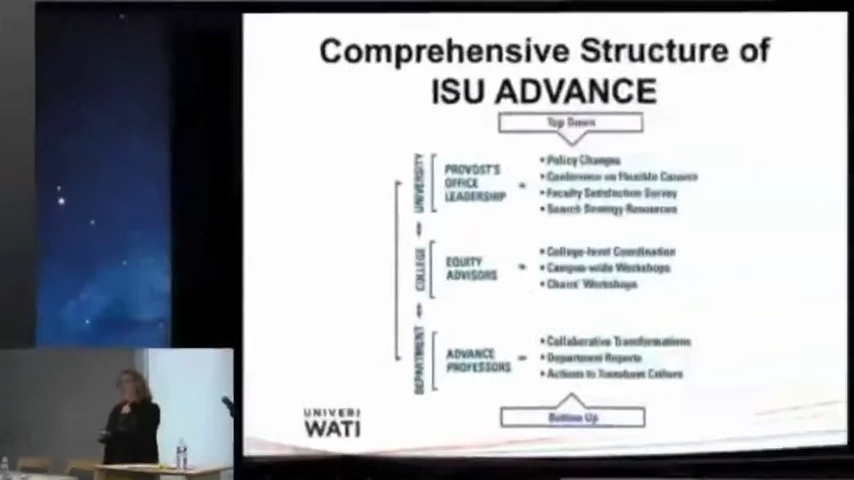 Comprehensive Structure of
ISU ADVANCE
Top Down
UNIVERSITY
PROVOST'S
OFFICE
LEADERSHIP
• Policy Changes
• Conference on Flexible Careers
• Faculty Satisfaction Survey
• Search Strategy Resources
COLLEGE
EQUITY
ADVISORS
• College-level Coordination
• Campus-wide Workshops
• Chairs' Workshops
DEPARTMENT
ADVANCE
PROFESSORS
• Collaborative Transformations
• Department Reports
• Actions to Transform Culture
Bottom Up
UNIVERS
WATE